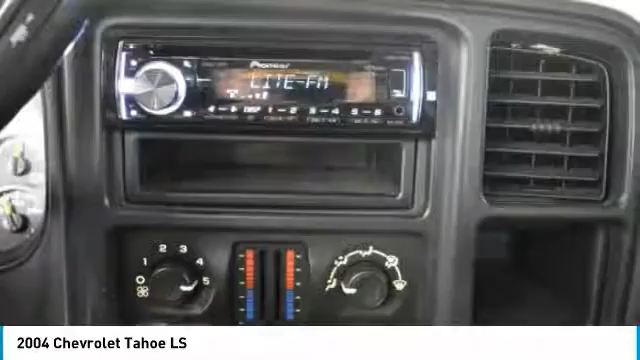 Pioneer
LITE-FM
DISP 1-2 3-4 5-6
1 2 3 4 5
2004 Chevrolet Tahoe LS